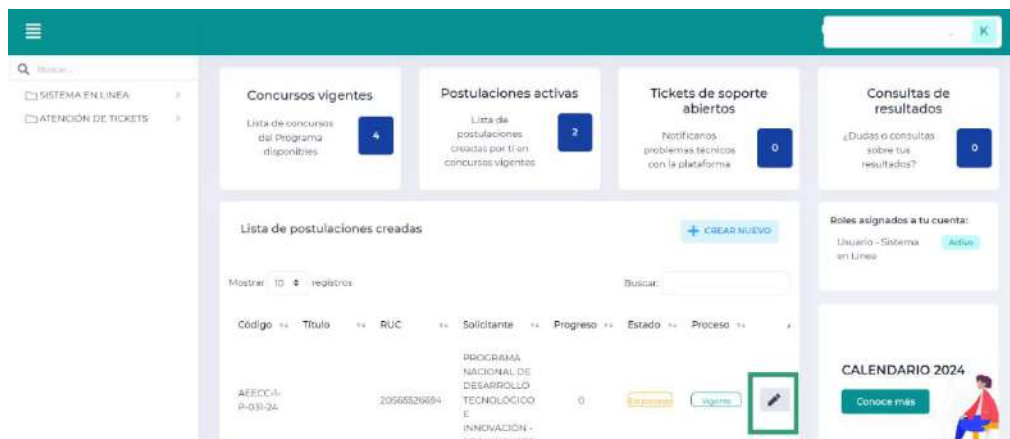 K
Buscar...
SISTEMA EN LINEA
ATENCIÓN DE TICKETS
Concursos vigentes
Lista de concursos
del Programa
disponibles
4
Postulaciones activas
Lista de
postulaciones
creadas por ti en
concursos vigentes
2
Tickets de soporte
abiertos
Notifícanos
problemas técnicos
con la plataforma
0
Consultas de
resultados
¿Dudas o consultas
sobre tus
resultados?
0
Lista de postulaciones creadas
+ CREAR NUEVO
Mostrar 10 registros
Buscar:
Código Título RUC Solicitante Progreso Estado Proceso
AEECC-1-
P-031-24
20565526694
PROGRAMA
NACIONAL DE
DESARROLLO
TECNOLÓGICO
E
INNOVACIÓN -
0
En proceso
Vigente
Roles asignados a tu cuenta:
Usuario - Sistema
en Linea
Activo
CALENDARIO 2024
Conoce más